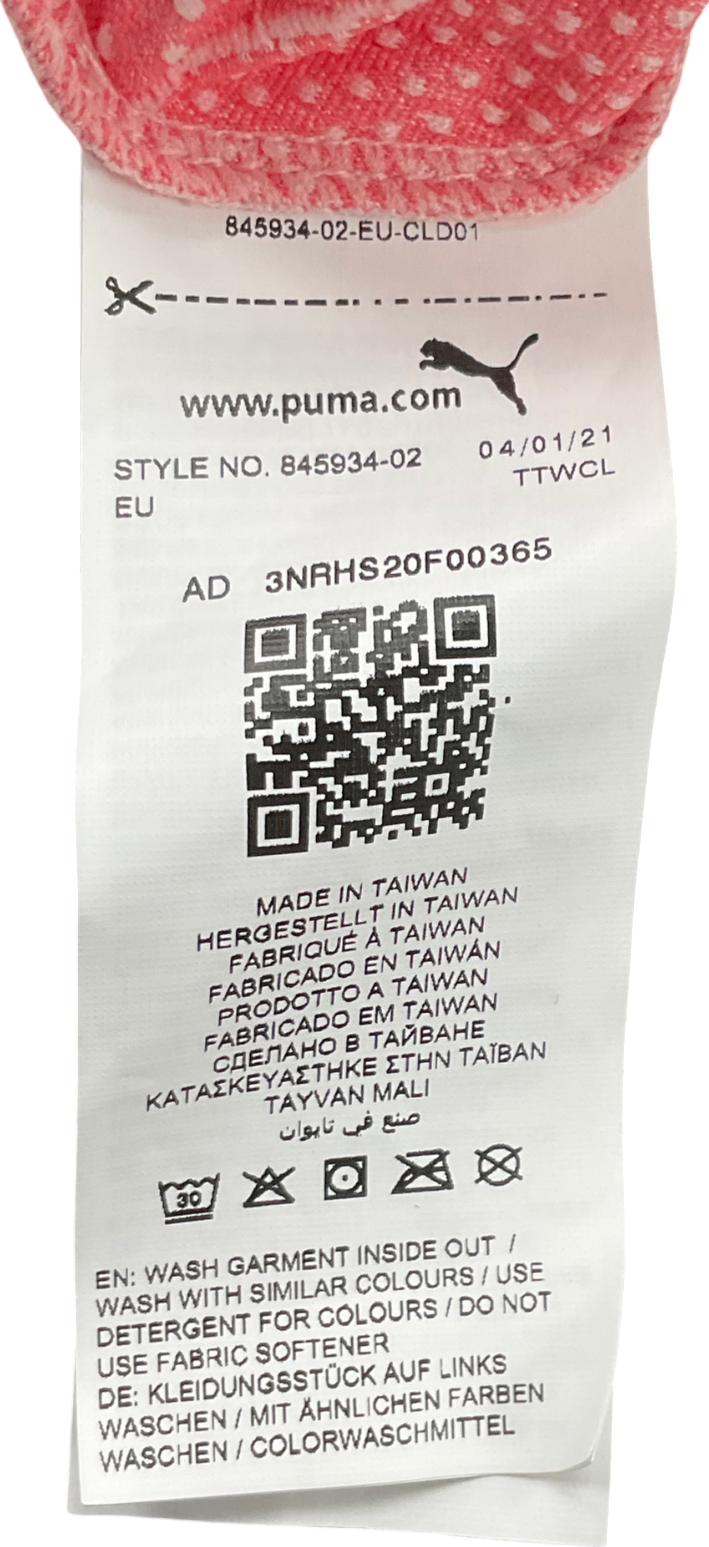 845934-02-EU-CLD01
www.puma.com
STYLE NO. 845934-02
EU
04/01/21
TTWCL
AD 3NRHS20F00365
MADE IN TAIWAN
HERGESTELLT IN TAIWAN
FABRIQUÉ À TAIWAN
FABRICADO EN TAIWÁN
PRODOTTO A TAIWAN
FABRICADO EM TAIWAN
СДЕЛАНО В ТАЙВАНЕ
ΚΑΤΑΣΚΕΥΑΣΤΗΚΕ ΣΤΗΝ ΤΑΪΒΑΝ
TAYVAN MALI
صنع في تايوان
30
EN: WASH GARMENT INSIDE OUT /
WASH WITH SIMILAR COLOURS / USE
DETERGENT FOR COLOURS / DO NOT
USE FABRIC SOFTENER
DE: KLEIDUNGSSTÜCK AUF LINKS
WASCHEN / MIT ÄHNLICHEN FARBEN
WASCHEN / COLORWASCHMITTEL